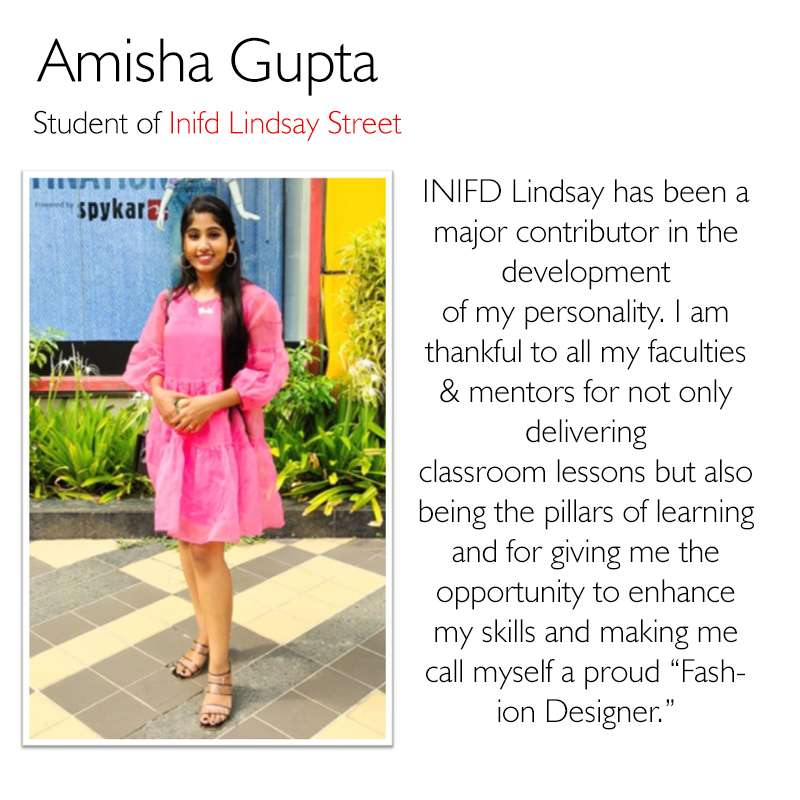 Amisha Gupta
Student of Inifd Lindsay Street
Powered by spykar
INIFD Lindsay has been a
major contributor in the
development
of my personality. I am
thankful to all my faculties
& mentors for not only
delivering
classroom lessons but also
being the pillars of learning
and for giving me the
opportunity to enhance
my skills and making me
call myself a proud “Fash-
ion Designer.”